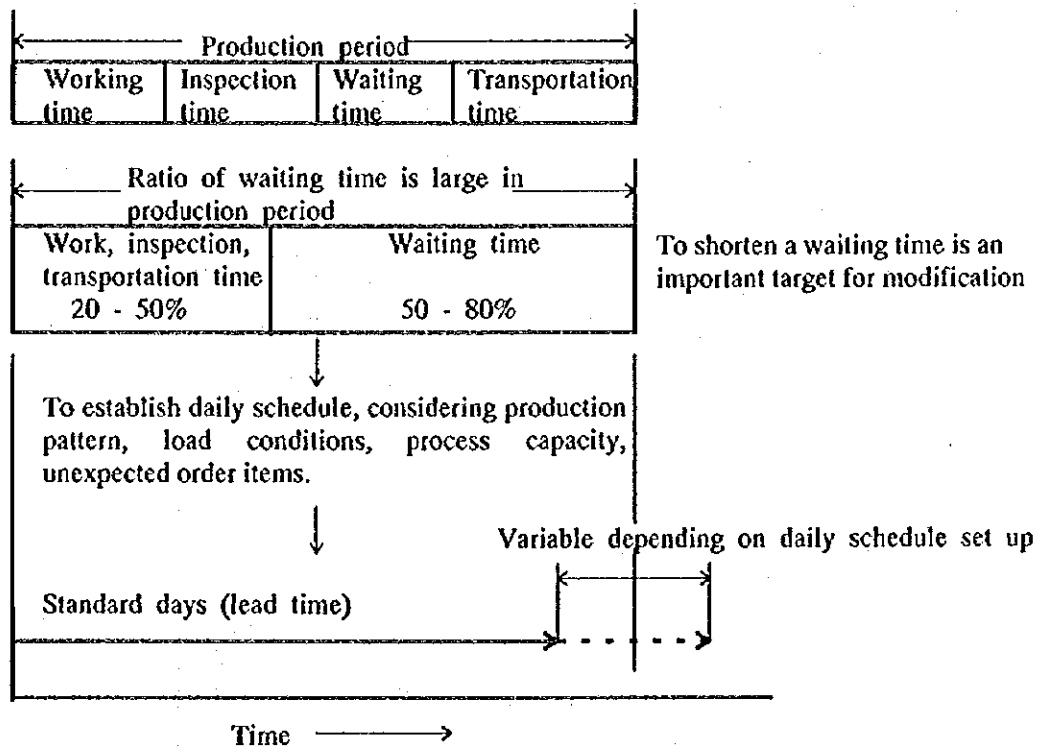 Production period
Working time
Inspection time
Waiting time
Transportation time
Ratio of waiting time is large in
production period
Work, inspection,
transportation time
20 - 50%
Waiting time
50 - 80%
To shorten a waiting time is an
important target for modification
To establish daily schedule, considering production
pattern, load conditions, process capacity,
unexpected order items.
Variable depending on daily schedule set up
Standard days (lead time)
Time